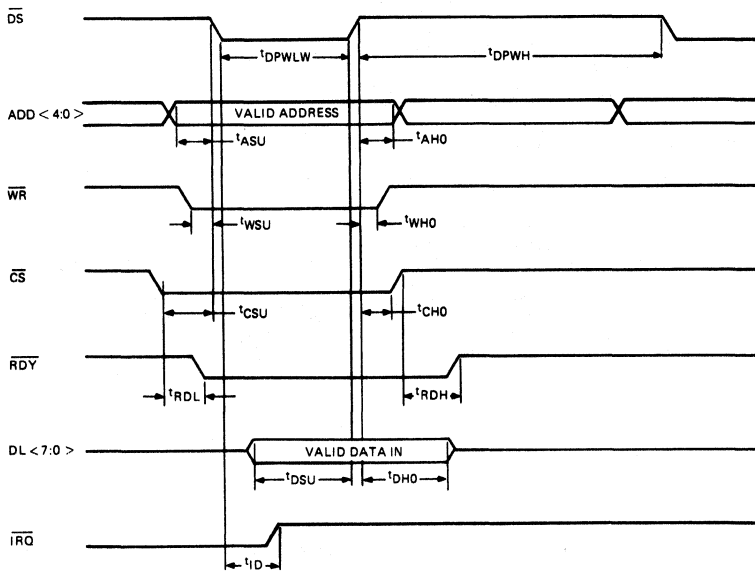 DS
tDPWLW
tDPWH
ADD < 4:0 >
VALID ADDRESS
tASU
tAH0
WR
tWSU
tWH0
CS
tCSU
tCH0
RDY
tRDL
tRDH
DL <7:0>
VALID DATA IN
tDSU
tDH0
IRQ
tID